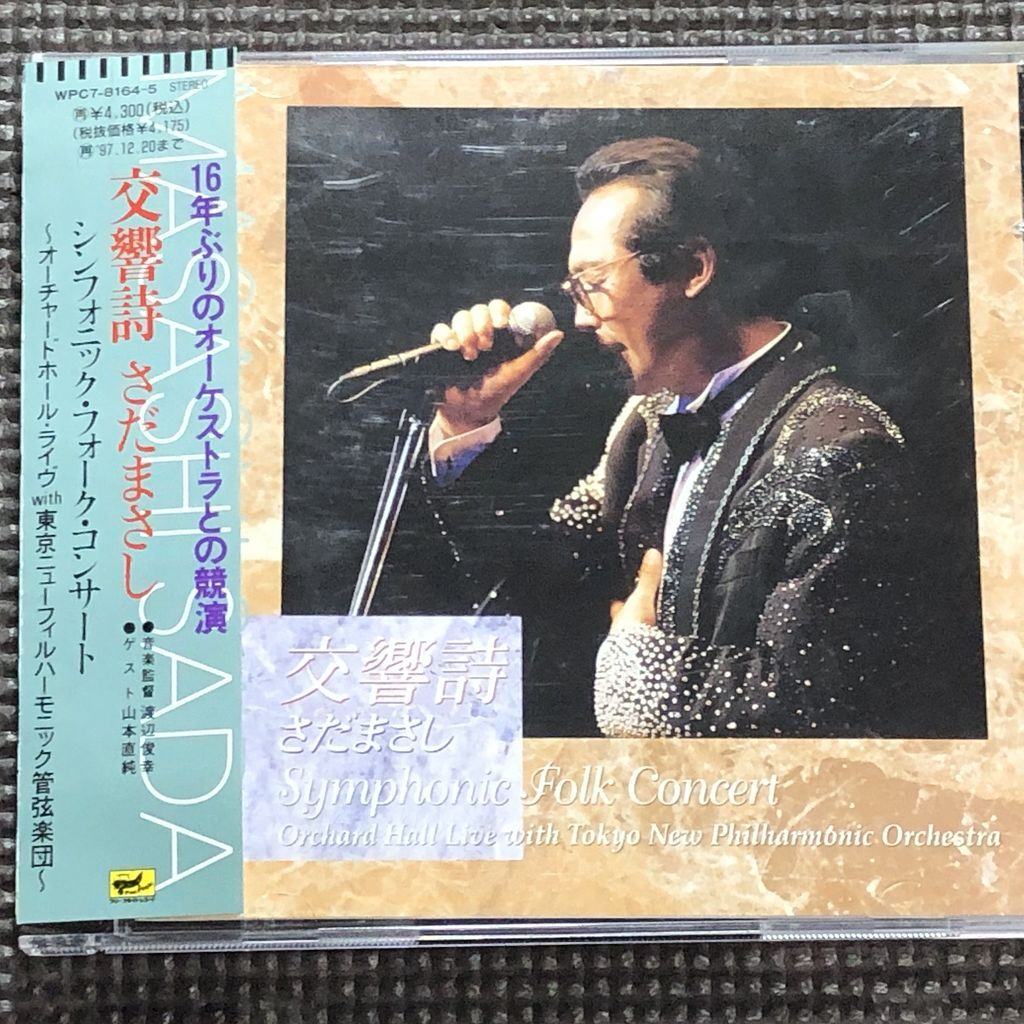 WPC7-8164-5 STEREO
㊢¥4,300(税込)
(税抜価格¥4,175)
㊢'97.12.20まで
16年ぶりのオーケストラとの競演
交響詩 さだまさし
●音楽監督 渡辺俊幸
●ゲスト 山本直純
シンフォニック・フォーク・コンサート
〜オーチャードホール・ライヴ with 東京ニューフィルハーモニック管弦楽団〜
MASASHI SADA
交響詩
さだまさし
Symphonic Folk Concert
Orchard Hall Live with Tokyo New Philharmonic Orchestra